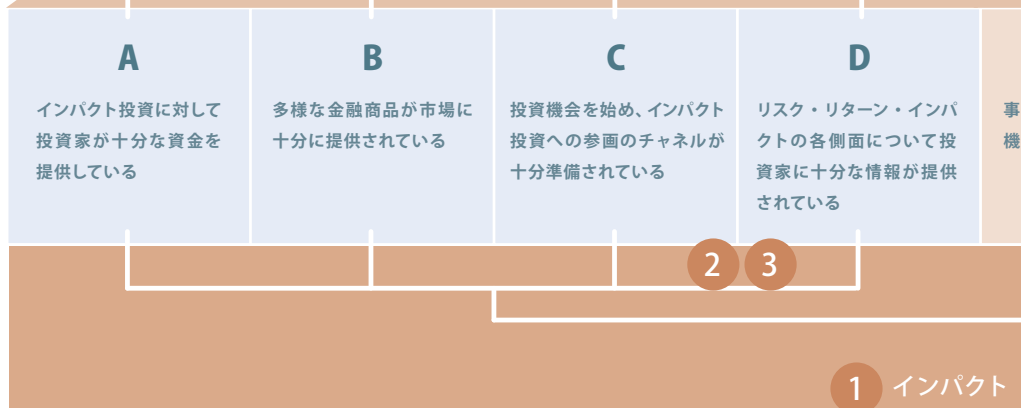 A
インパクト投資に対して
投資家が十分な資金を
提供している
B
多様な金融商品が市場に
十分に提供されている
C
投資機会を始め、インパクト
投資への参画のチャネルが
十分準備されている
D
リスク・リターン・インパ
クトの各側面について投
資家に十分な情報が提供
されている
事
機
2
3
1 インパクト